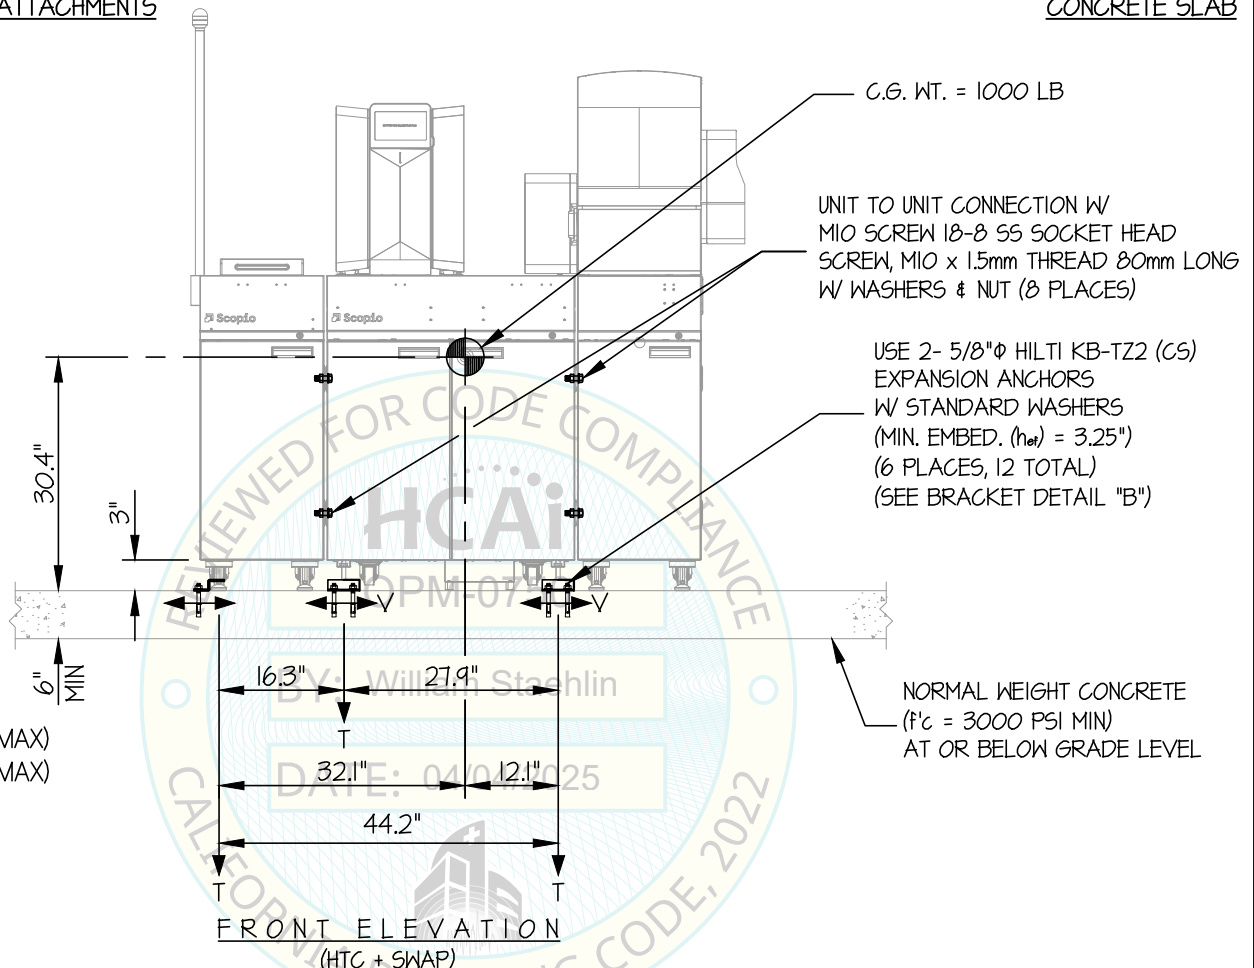 ATTACHMENTS
CONCRETE SLAB
C.G. WT. = 1000 LB
UNIT TO UNIT CONNECTION W/
M10 SCREW 18-8 SS SOCKET HEAD
SCREW, M10 x 1.5mm THREAD 80mm LONG
W/ WASHERS & NUT (8 PLACES)
Scopio
Scopio
USE 2- 5/8"Φ HILTI KB-TZ2 (CS)
EXPANSION ANCHORS
W/ STANDARD WASHERS
(MIN. EMBED. (hef) = 3.25")
(6 PLACES, 12 TOTAL)
(SEE BRACKET DETAIL "B")
30.4"
3"
REVIEWED FOR CODE COMPLIANCE
HCAi
OPM-07
V
V
6"
MIN
16.3"
27.9"
BY: William Staehlin
T
NORMAL WEIGHT CONCRETE
(f'c = 3000 PSI MIN)
AT OR BELOW GRADE LEVEL
MAX)
MAX)
32.1"
12.1"
DATE: 04/04/2025
44.2"
T
T
FRONT ELEVATION
(HTC + SWAP)
CODE, 2022